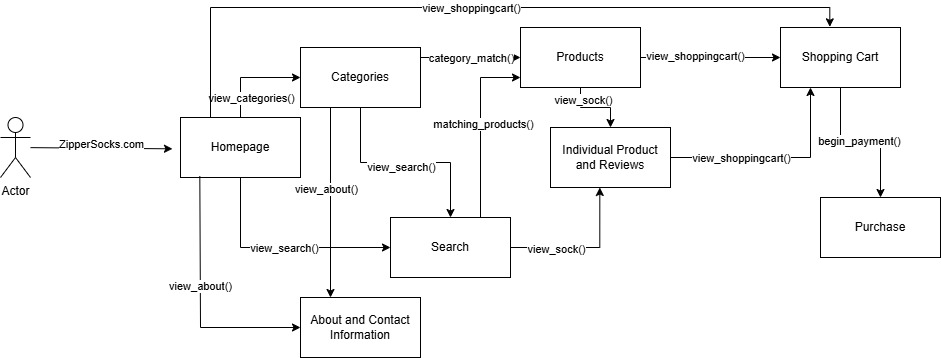 view_shoppingcart()
Categories
category_match()
Products
view_shoppingcart()
Shopping Cart
view_categories()
view_sock()
matching_products()
ZipperSocks.com
Homepage
Individual Product
and Reviews
begin_payment()
view_shoppingcart()
view_search()
Actor
view_about()
Purchase
view_search()
Search
view_sock()
view_about()
About and Contact
Information